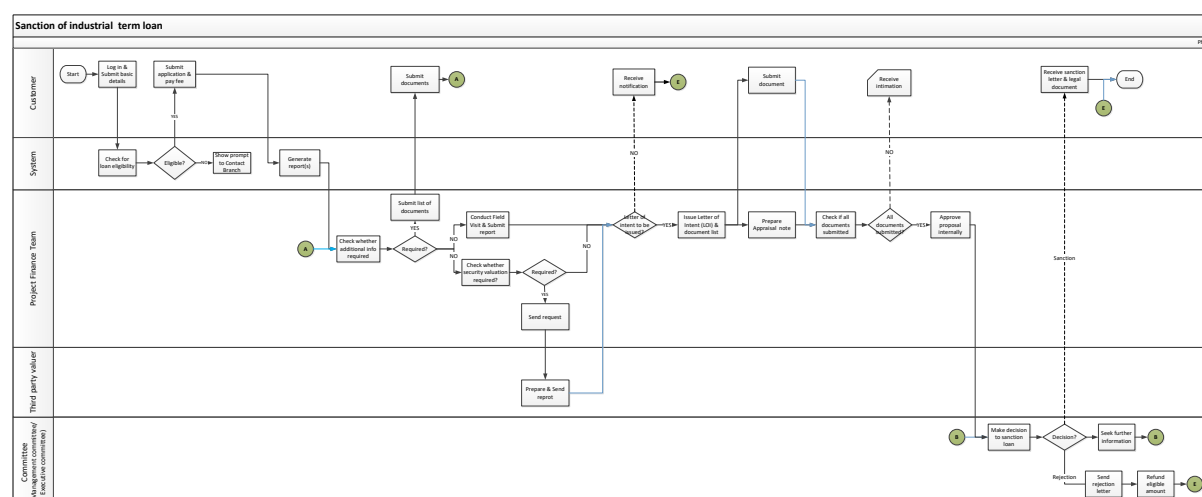 Sanction of industrial term loan
Customer
Start
Log in &
Submit basic
details
Submit
application &
pay fee
Submit
documents
A
Receive
notification
E
Submit
document
Receive
intimation
Receive sanction
letter & legal
document
End
E
YES
NO
NO
System
Check for
loan eligibility
Eligible?
NO
Show prompt
to Contact
Branch
Generate
report(s)
Project Finance Team
A
Check whether
additional info
required
Submit list of
documents
YES
Required?
NO
NO
Conduct Field
Visit & Submit
report
Check whether
security valuation
required?
Required?
NO
YES
Send request
Letter of
intent to be
issued?
YES
Issue Letter of
Intent (LOI) &
document list
Prepare
Appraisal note
Check if all
documents
submitted
All
documents
submitted?
YES
Approve
proposal
internally
Sanction
Third party valuer
Prepare & Send
reprot
Committee
Management committee/
Executive committee)
B
Make decision
to sanction
loan
Decision?
Seek further
information
B
Rejection
Send
rejection
letter
Refund
eligible
amount
E